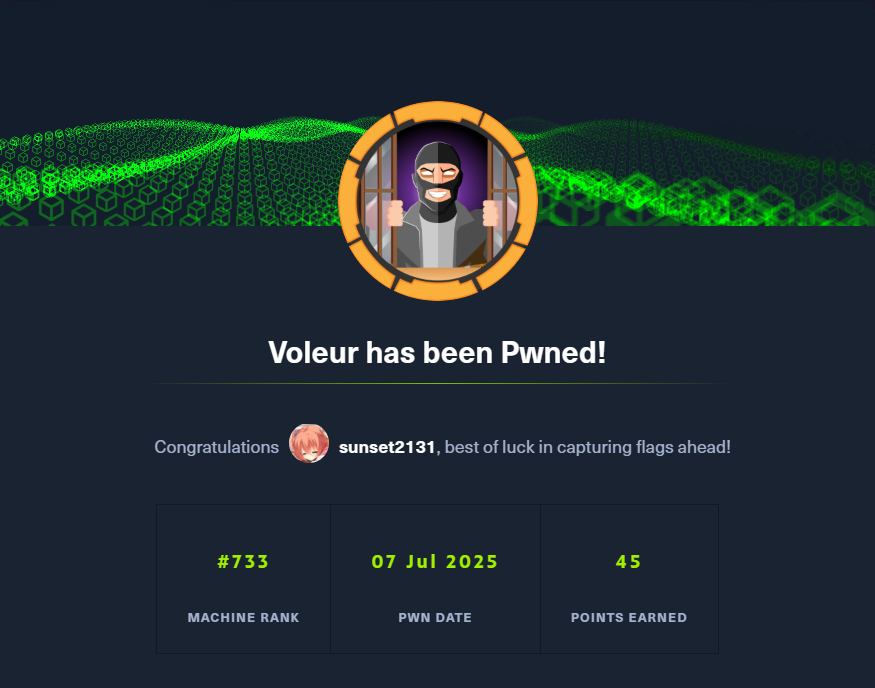 Voleur has been Pwned!
Congratulations sunset2131, best of luck in capturing flags ahead!
#733 07 Jul 2025 45
MACHINE RANK PWN DATE POINTS EARNED